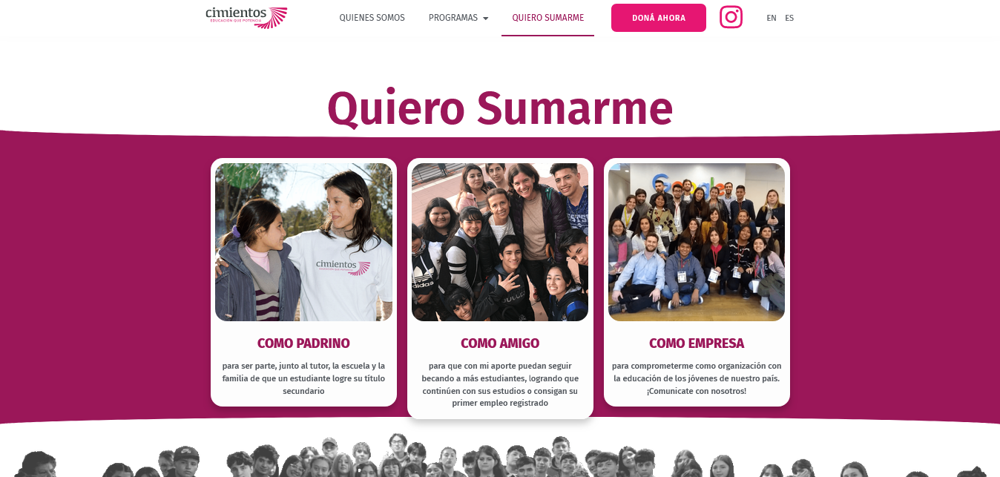 cimientos
EDUCACIÓN QUE POTENCIA
QUIENES SOMOS
PROGRAMAS
QUIERO SUMARME
DONÁ AHORA
EN
ES
Quiero Sumarme
cimientos
Google
adidas
COMO PADRINO
para ser parte, junto al tutor, la escuela y la
familia de que un estudiante logre su título
secundario
COMO AMIGO
para que con mi aporte puedan seguir
becando a más estudiantes, logrando que
continúen con sus estudios o consigan su
primer empleo registrado
COMO EMPRESA
para comprometerme como organización con
la educación de los jóvenes de nuestro país.
¡Comunicate con nosotros!